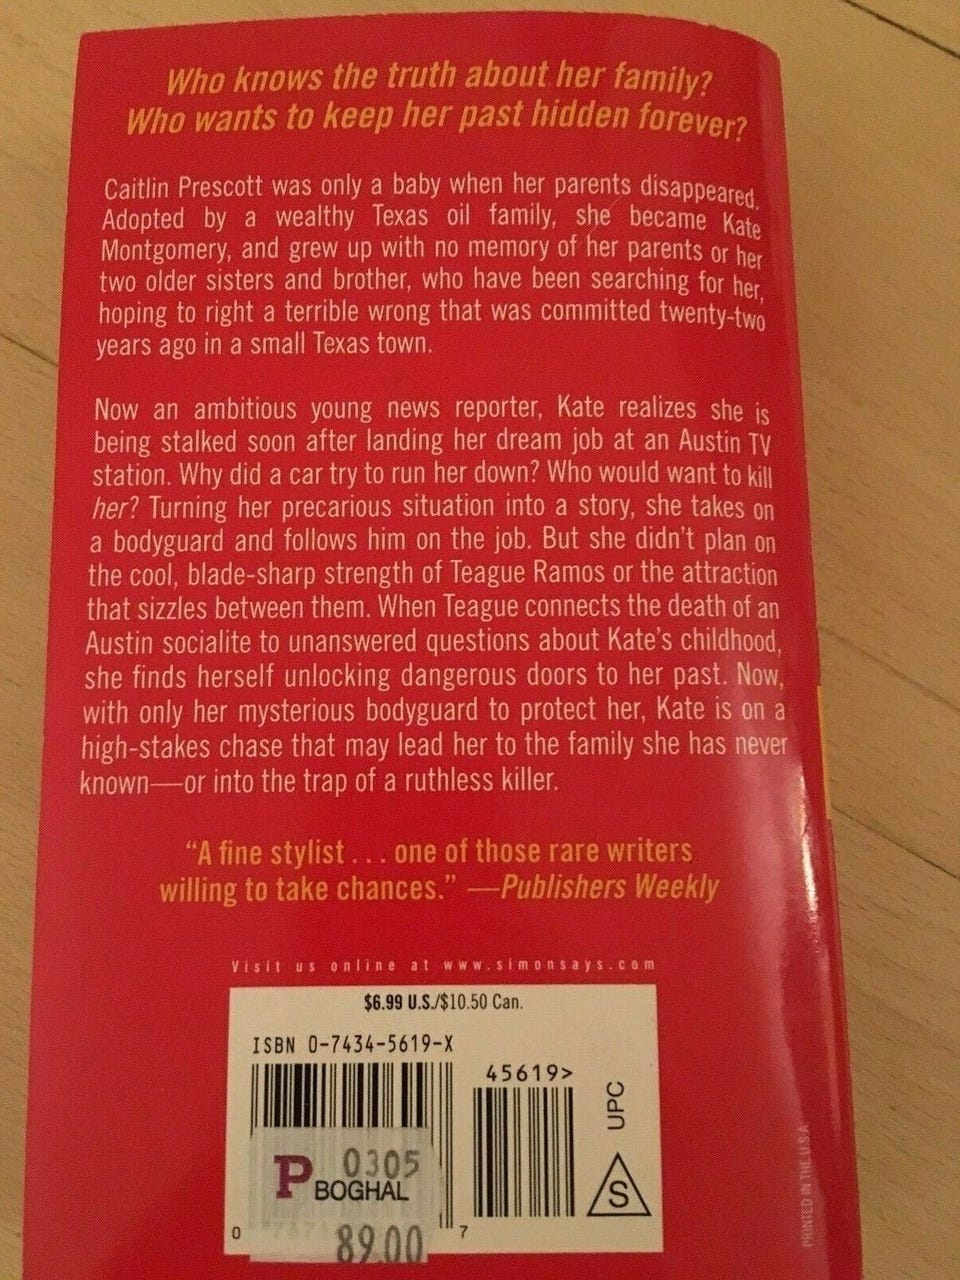 Who knows the truth about her family?
Who wants to keep her past hidden forever?
Caitlin Prescott was only a baby when her parents disappeared.
Adopted by a wealthy Texas oil family, she became Kate
Montgomery, and grew up with no memory of her parents or her
two older sisters and brother, who have been searching for her,
hoping to right a terrible wrong that was committed twenty-two
years ago in a small Texas town.
Now an ambitious young news reporter, Kate realizes she is
being stalked soon after landing her dream job at an Austin TV
station. Why did a car try to run her down? Who would want to kill
her? Turning her precarious situation into a story, she takes on
a bodyguard and follows him on the job. But she didn't plan on
the cool, blade-sharp strength of Teague Ramos or the attraction
that sizzles between them. When Teague connects the death of an
Austin socialite to unanswered questions about Kate's childhood,
she finds herself unlocking dangerous doors to her past. Now,
with only her mysterious bodyguard to protect her, Kate is on a
high-stakes chase that may lead her to the family she has never
known—or into the trap of a ruthless killer.
"A fine stylist . . . one of those rare writers
willing to take chances." —Publishers Weekly
Visit us online at www.simonsays.com
$6.99 U.S./$10.50 Can.
ISBN 0-7434-5619-X
45619>
UPC
S
P 0305
BOGHAL
89.00
0 7
PRINTED IN THE U.S.A